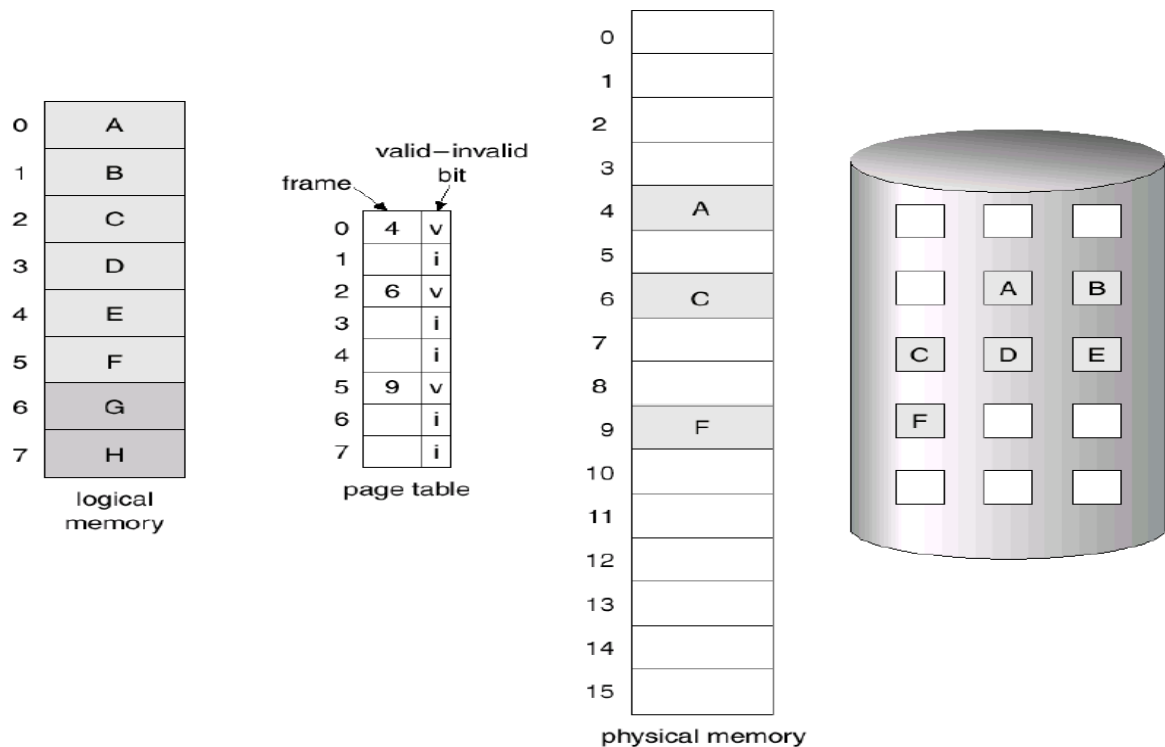 0 A
1 B
2 C
3 D
4 E
5 F
6 G
7 H
logical
memory
valid–invalid
bit
frame
0 4 v
1 i
2 6 v
3 i
4 i
5 9 v
6 i
7 i
page table
0
1
2
3
4 A
5
6 C
7
8
9 F
10
11
12
13
14
15
physical memory
A B
C D E
F